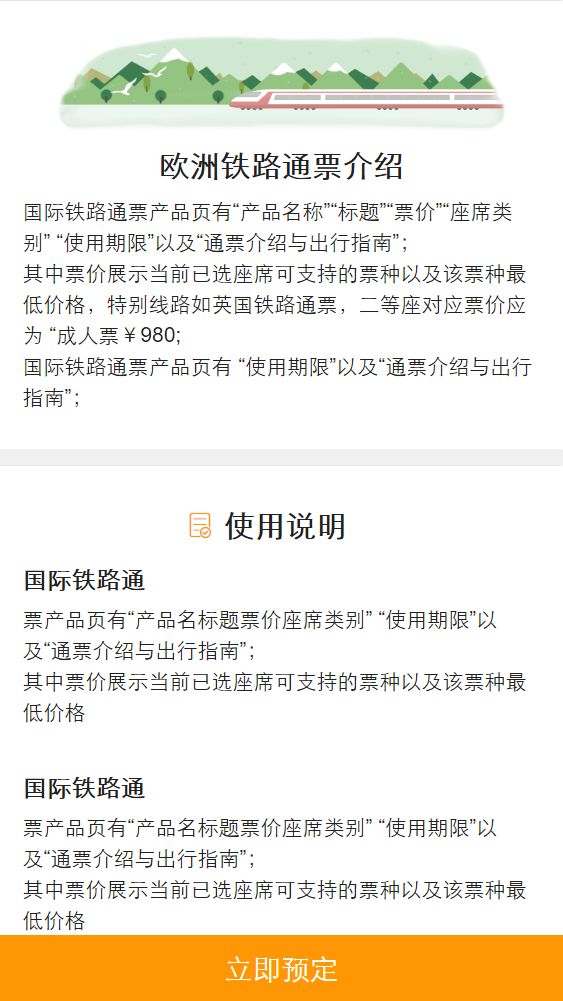 欧洲铁路通票介绍
国际铁路通票产品页有“产品名称”“标题”“票价”“座席类
别” “使用期限”以及“通票介绍与出行指南”；
其中票价展示当前已选座席可支持的票种以及该票种最
低价格，特别线路如英国铁路通票，二等座对应票价应
为 “成人票￥980;
国际铁路通票产品页有 “使用期限”以及“通票介绍与出行
指南”；
使用说明
国际铁路通
票产品页有“产品名标题票价座席类别” “使用期限”以
及“通票介绍与出行指南”；
其中票价展示当前已选座席可支持的票种以及该票种最
低价格
国际铁路通
票产品页有“产品名标题票价座席类别” “使用期限”以
及“通票介绍与出行指南”；
其中票价展示当前已选座席可支持的票种以及该票种最
低价格
立即预定